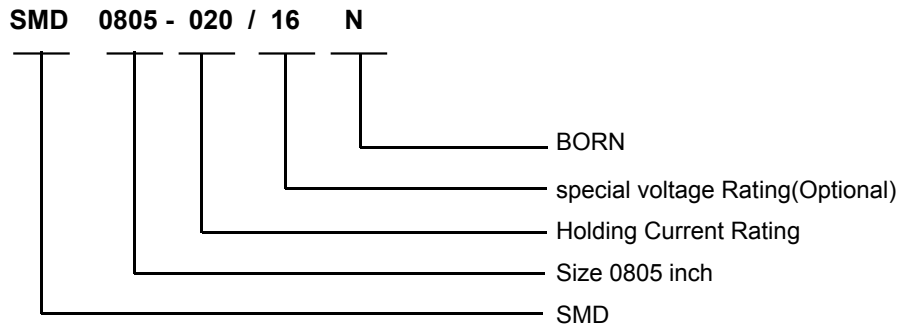 SMD 0805 - 020 / 16 N
BORN
special voltage Rating(Optional)
Holding Current Rating
Size 0805 inch
SMD